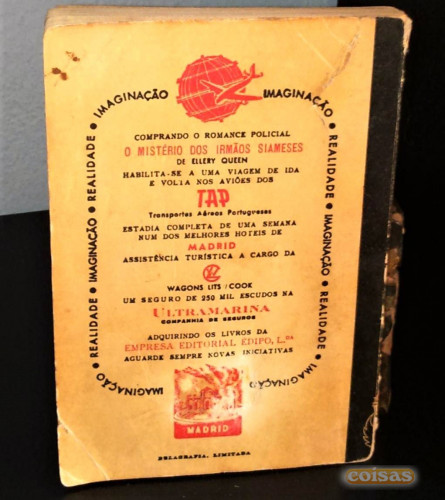 IMAGINAÇÃO
IMAGINAÇÃO
REALIDADE • IMAGINAÇÃO • REALIDADE •
• REALIDADE • IMAGINAÇÃO • REALIDADE •
COMPRANDO O ROMANCE POLICIAL
O MISTÉRIO DOS IRMÃOS SIAMESES
DE ELLERY QUEEN
HABILITA-SE A UMA VIAGEM DE IDA
E VOLTA NOS AVIÕES DOS
TAP
Transportes Aéreos Portugueses
ESTADIA COMPLETA DE UMA SEMANA
NUM DOS MELHORES HOTEIS DE
MADRID
ASSISTÊNCIA TURÍSTICA A CARGO DA
WL
WAGONS LITS / COOK
UM SEGURO DE 250 MIL ESCUDOS NA
ULTRAMARINA
COMPANHIA DE SEGUROS
ADQUIRINDO OS LIVROS DA
EMPRESA EDITORIAL ÉDIPO, L.DA
AGUARDE SEMPRE NOVAS INICIATIVAS
IMAGINAÇÃO
IMAGINAÇÃO
MADRID
BELAGRAFIA, LIMITADA
coisas